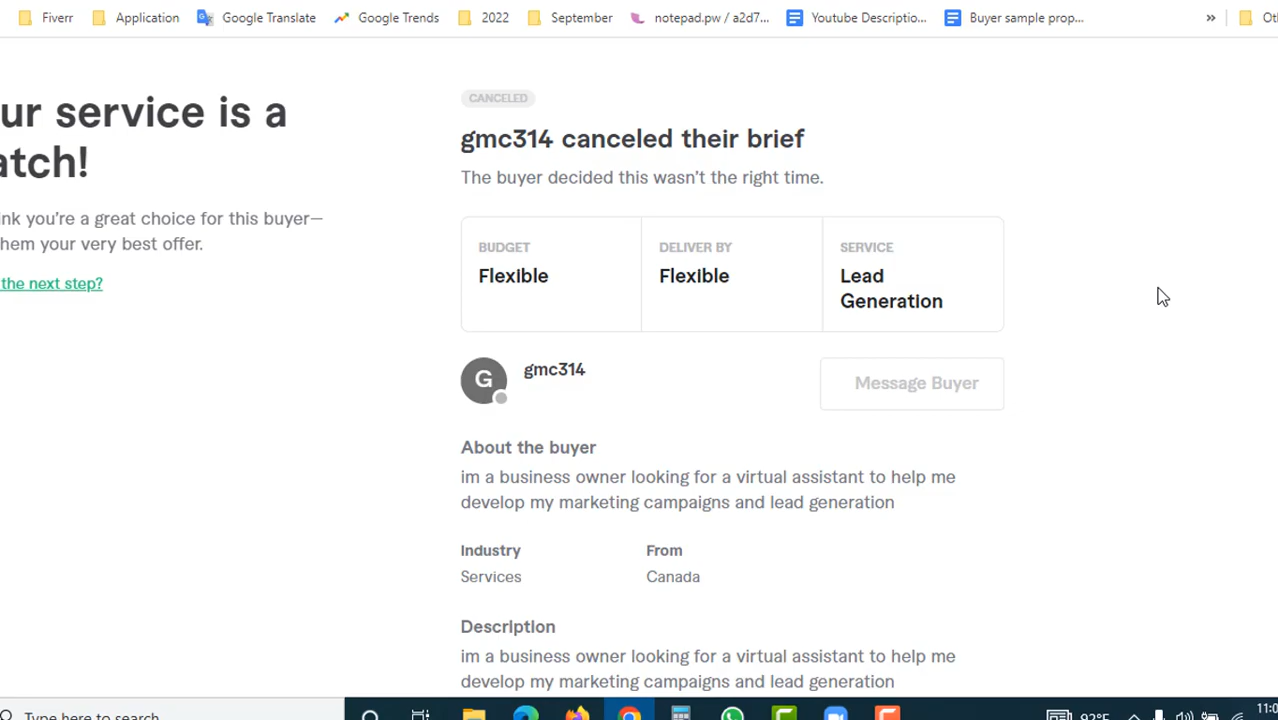 Fiverr Application Google Translate Google Trends 2022 September notepad.pw / a2d7... Youtube Descriptio... Buyer sample prop... »
ur service is a
atch!
nk you're a great choice for this buyer—
hem your very best offer.
the next step?
CANCELED
gmc314 canceled their brief
The buyer decided this wasn't the right time.
BUDGET
Flexible
DELIVER BY
Flexible
SERVICE
Lead
Generation
G
gmc314
Message Buyer
About the buyer
im a business owner looking for a virtual assistant to help me
develop my marketing campaigns and lead generation
Industry
Services
From
Canada
Description
im a business owner looking for a virtual assistant to help me
develop my marketing campaigns and lead generation
Type here to search
92°F